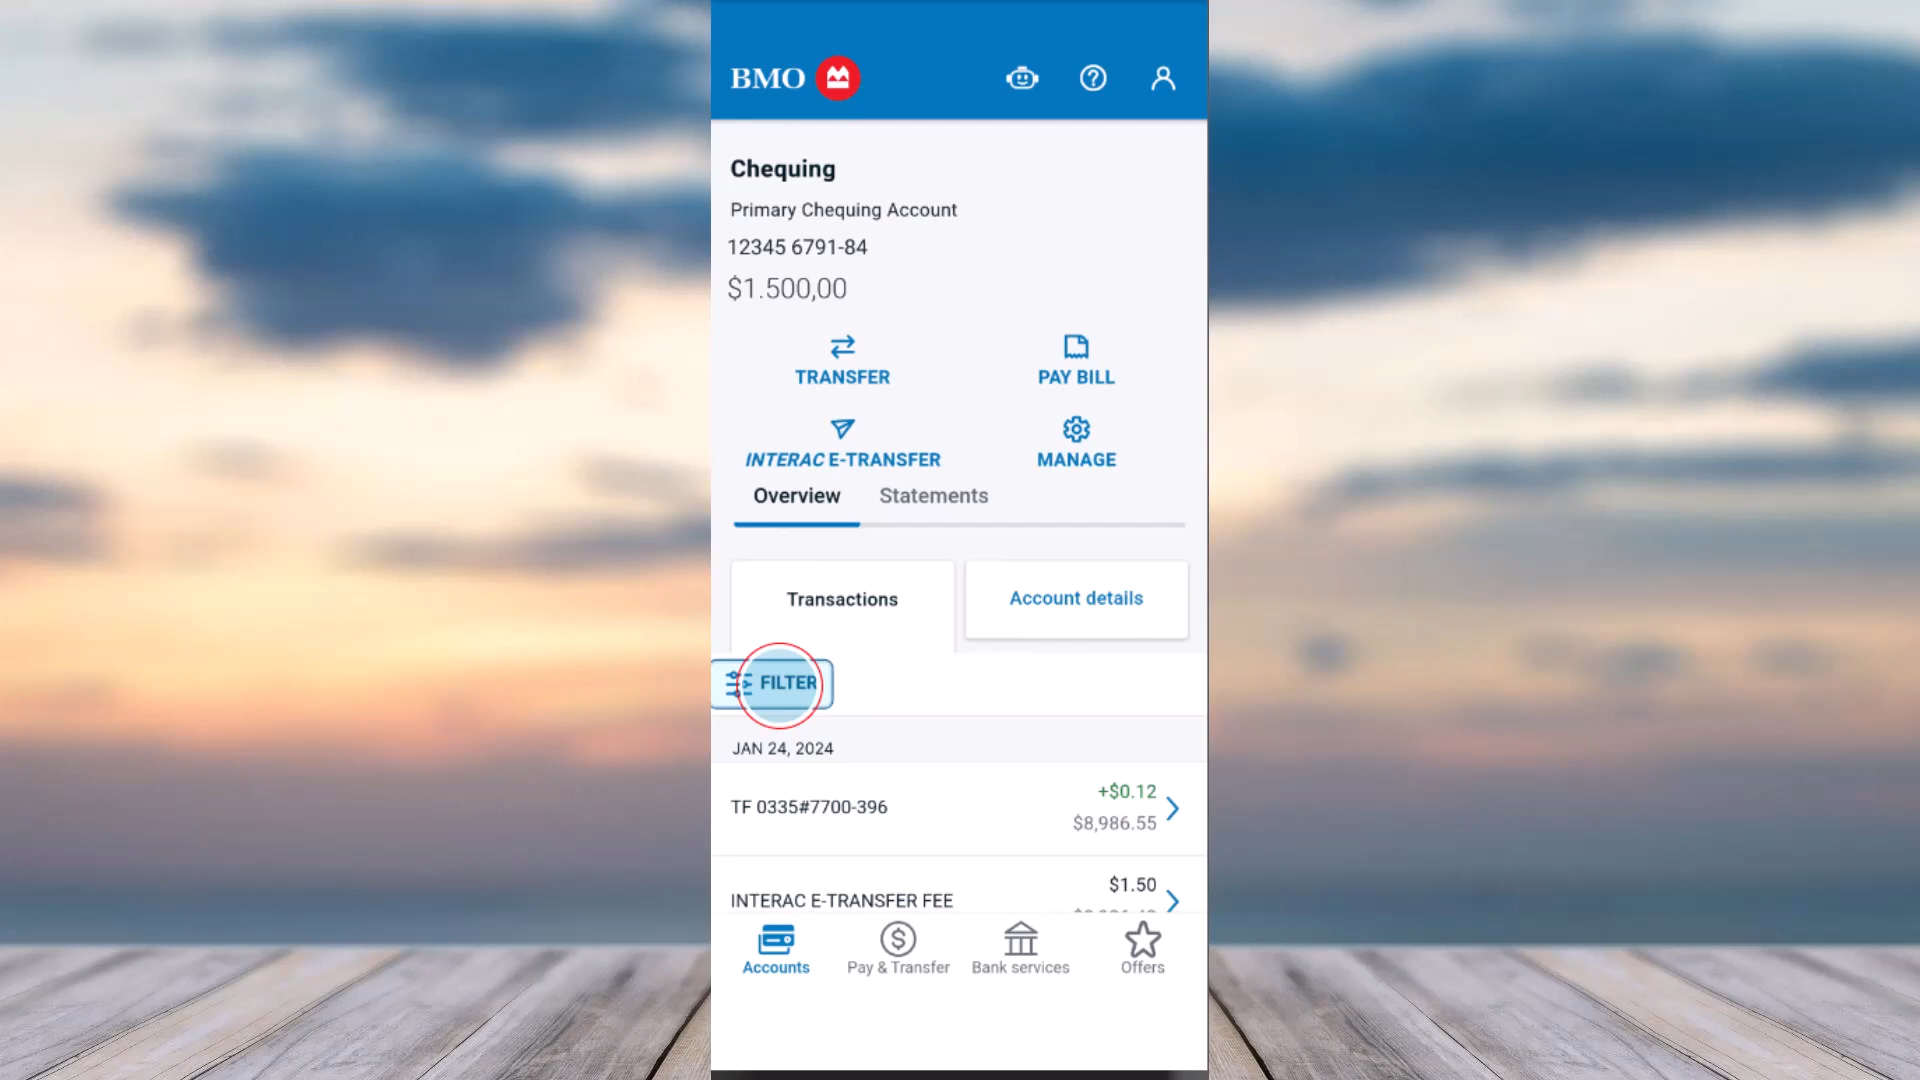 BMO
Chequing
Primary Chequing Account
12345 6791-84
$1.500,00
TRANSFER
PAY BILL
INTERAC E-TRANSFER
MANAGE
Overview
Statements
Transactions
Account details
FILTER
JAN 24, 2024
+$0.12
TF 0335#7700-396
$8,986.55
$1.50
INTERAC E-TRANSFER FEE
Accounts
Pay & Transfer
Bank services
Offers